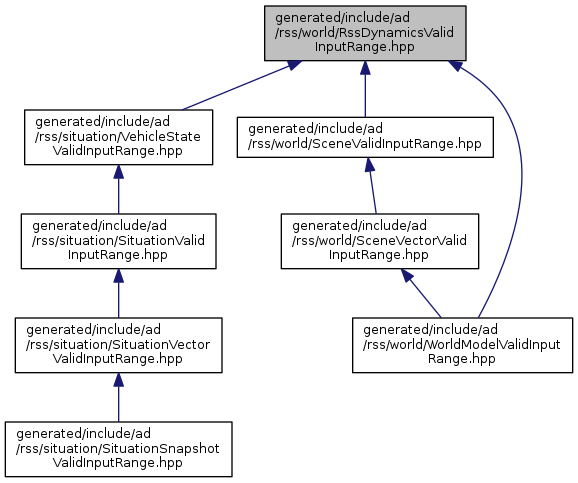 generated/include/ad
/rss/world/RssDynamicsValid
InputRange.hpp
generated/include/ad
/rss/situation/VehicleState
ValidInputRange.hpp
generated/include/ad
/rss/world/SceneValidInputRange.hpp
generated/include/ad
/rss/situation/SituationValid
InputRange.hpp
generated/include/ad
/rss/world/SceneVectorValid
InputRange.hpp
generated/include/ad
/rss/situation/SituationVector
ValidInputRange.hpp
generated/include/ad
/rss/world/WorldModelValidInput
Range.hpp
generated/include/ad
/rss/situation/SituationSnapshot
ValidInputRange.hpp